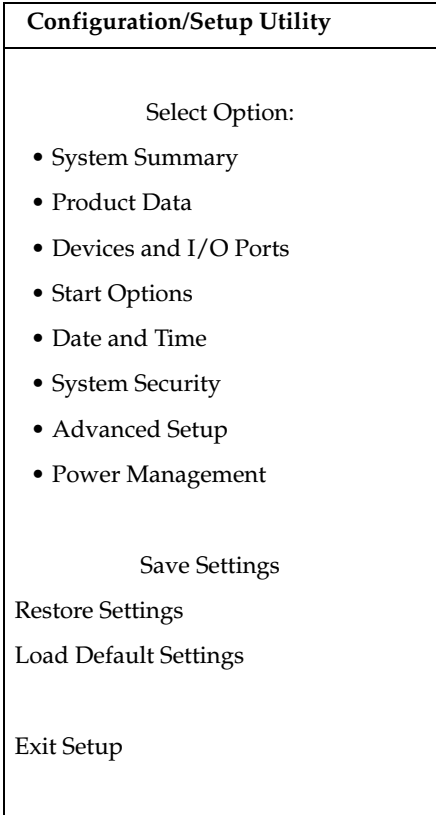 Configuration/Setup Utility
Select Option:
• System Summary
• Product Data
• Devices and I/O Ports
• Start Options
• Date and Time
• System Security
• Advanced Setup
• Power Management
Save Settings
Restore Settings
Load Default Settings
Exit Setup